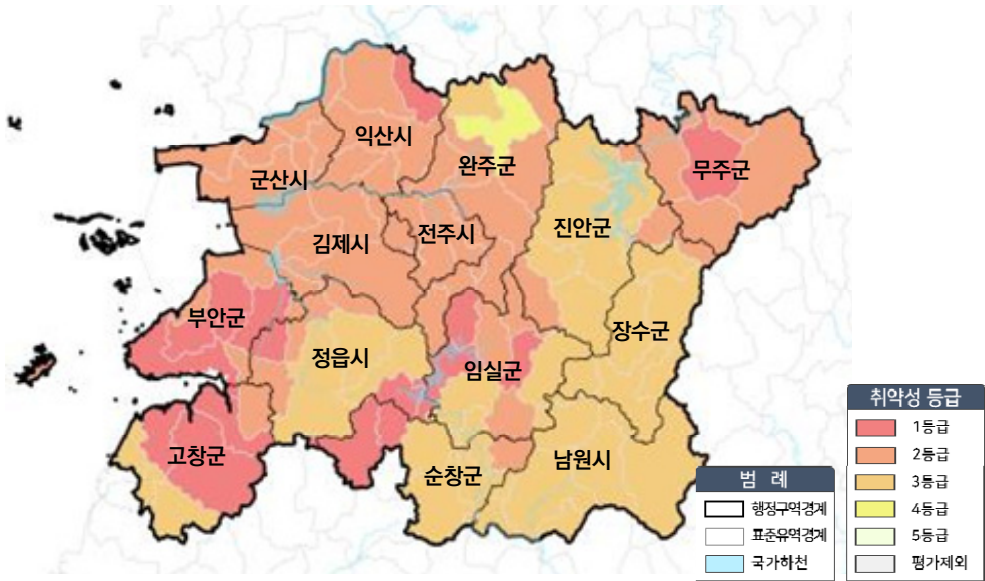 익산시
완주군
무주군
군산시
김제시
전주시
진안군
부안군
정읍시
임실군
장수군
고창군
순창군
남원시
범 례
행정구역경계
표준유역경계
국가하천
취약성 등급
1등급
2등급
3등급
4등급
5등급
평가제외